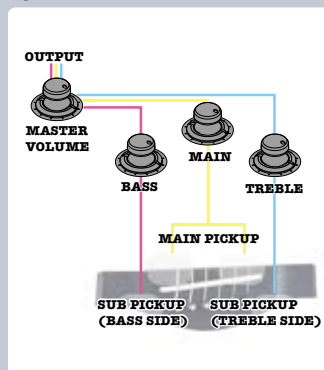 OUTPUT
MASTER
VOLUME
MAIN
BASS
TREBLE
MAIN PICKUP
SUB PICKUP
(BASS SIDE)
SUB PICKUP
(TREBLE SIDE)